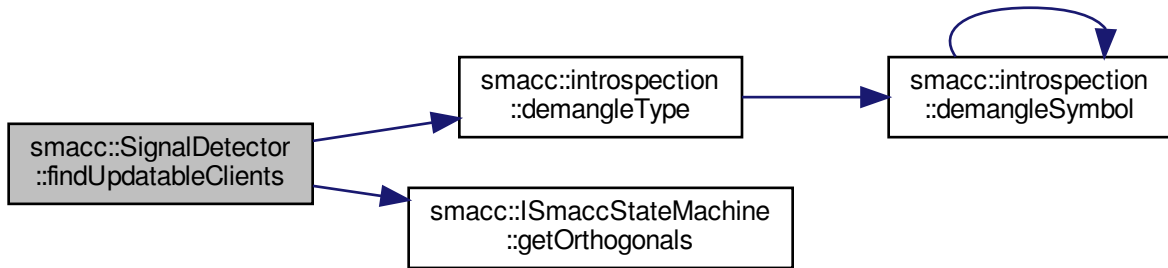 smacc::SignalDetector
::findUpdatableClients
smacc::introspection
::demangleType
smacc::introspection
::demangleSymbol
smacc::ISmaccStateMachine
::getOrthogonals